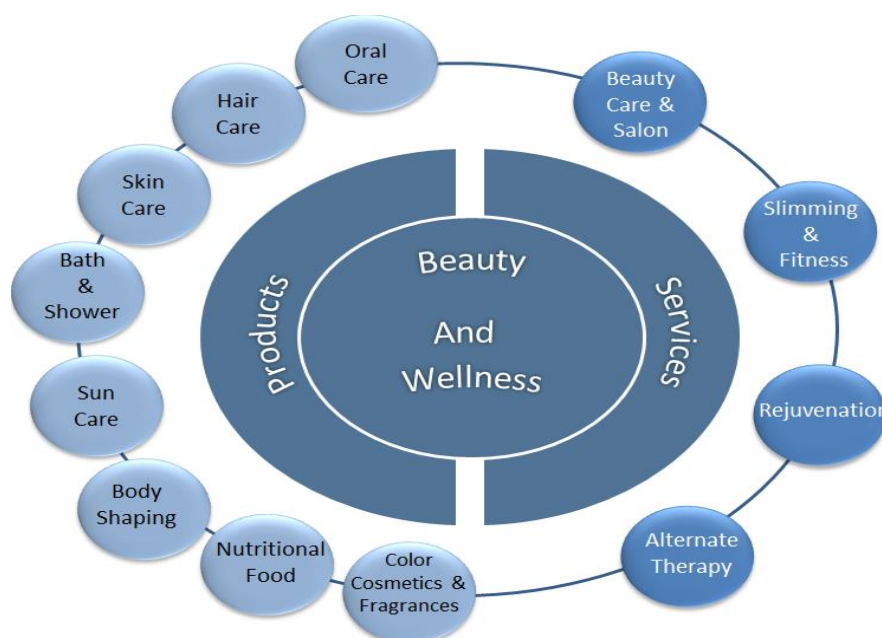 Oral
Care
Hair
Care
Skin
Care
Bath
&
Shower
Sun
Care
Body
Shaping
Nutritional
Food
Color
Cosmetics &
Fragrances
Products
Beauty
And
Wellness
Services
Beauty
Care &
Salon
Slimming
&
Fitness
Rejuvenation
Alternate
Therapy